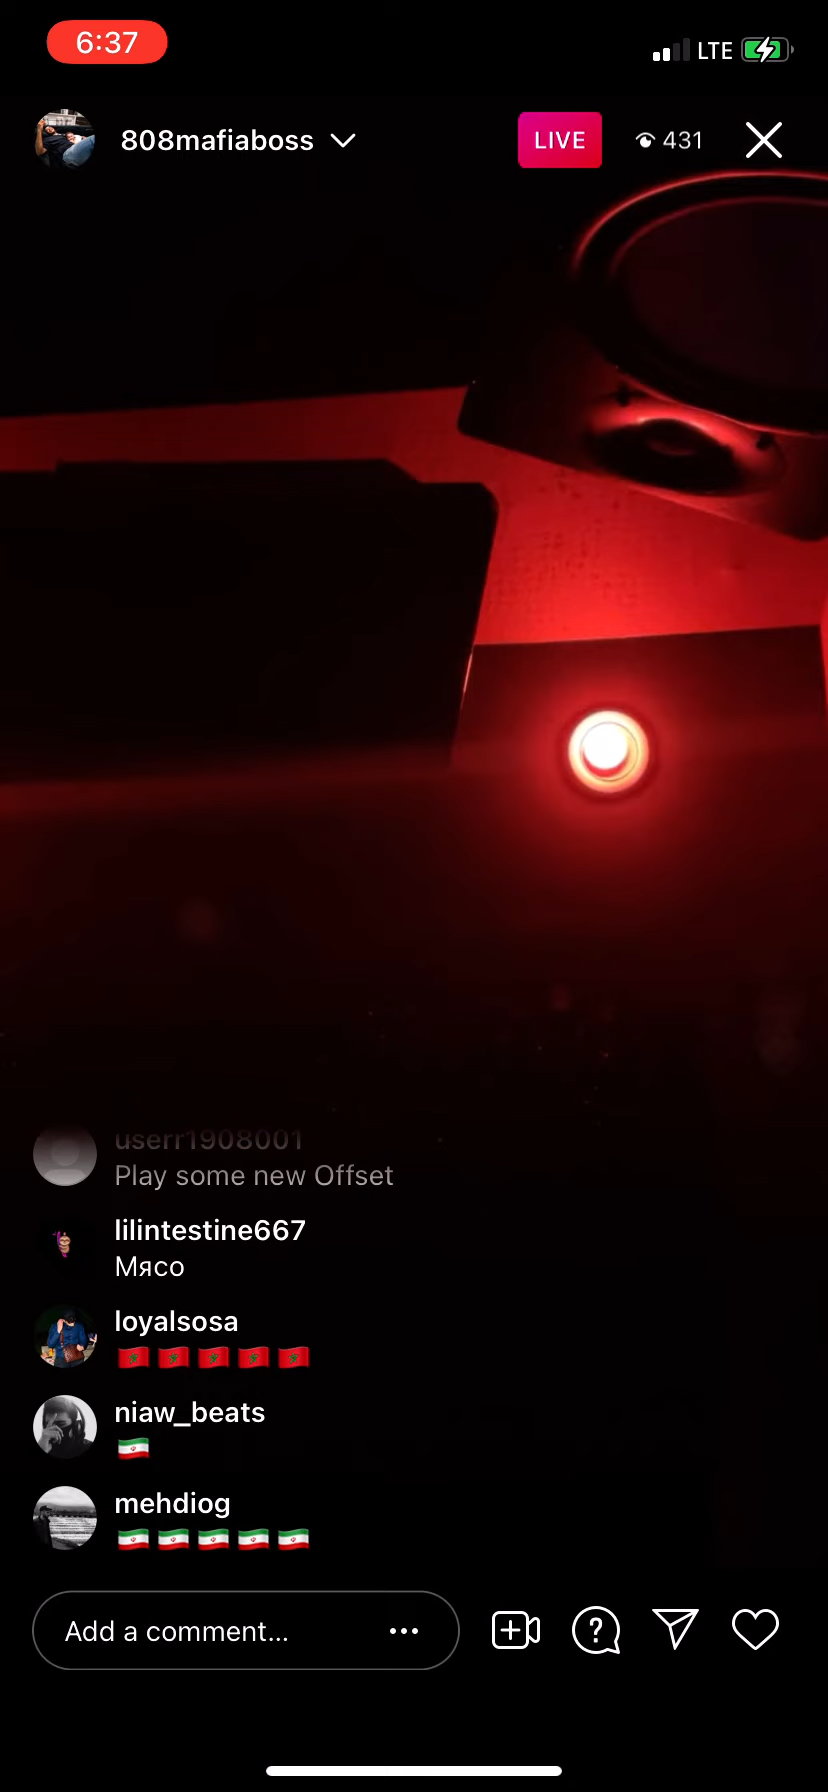 6:37
LTE
808mafiaboss
LIVE
431
userr1908001
Play some new Offset
lilintestine667
Мясо
loyalsosa
🇲🇦 🇲🇦 🇲🇦 🇲🇦 🇲🇦
niaw_beats
🇮🇷
mehdiog
🇮🇷 🇮🇷 🇮🇷 🇮🇷 🇮🇷
Add a comment...